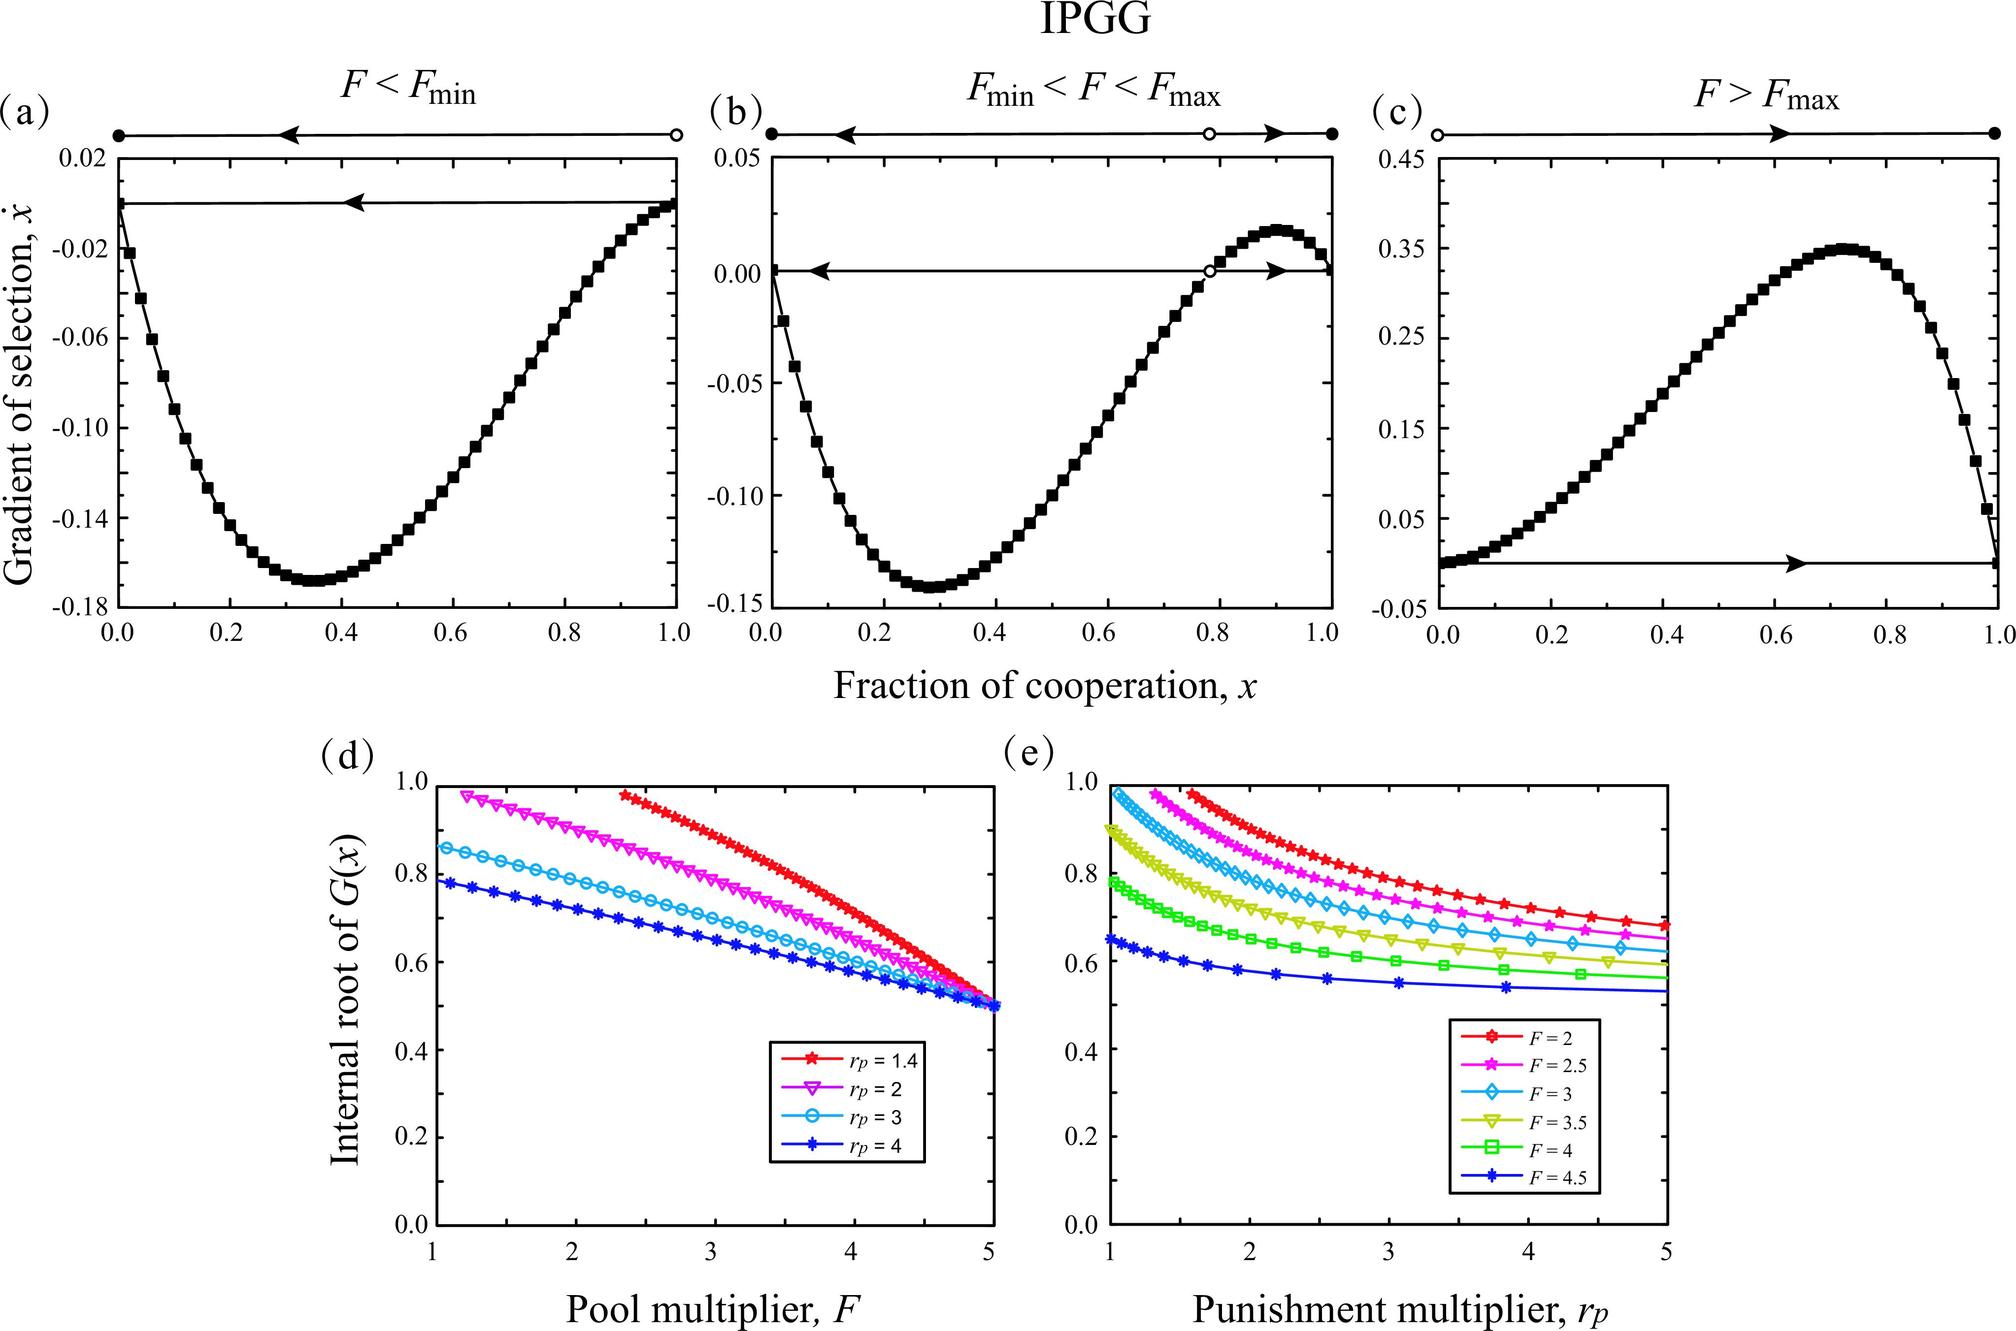 IPGG
(a)
F < Fmin
(b)
Fmin < F < Fmax
(c)
F > Fmax
Gradient of selection, ẋ
0.02
-0.02
-0.06
-0.10
-0.14
-0.18
0.0 0.2 0.4 0.6 0.8 1.0
0.05
0.00
-0.05
-0.10
-0.15
0.0 0.2 0.4 0.6 0.8 1.0
0.45
0.35
0.25
0.15
0.05
-0.05
0.0 0.2 0.4 0.6 0.8 1.0
Fraction of cooperation, x
(d)
Internal root of G(x)
1.0
0.8
0.6
0.4
0.2
0.0
1 2 3 4 5
rp = 1.4
rp = 2
rp = 3
rp = 4
Pool multiplier, F
(e)
1.0
0.8
0.6
0.4
0.2
0.0
1 2 3 4 5
F = 2
F = 2.5
F = 3
F = 3.5
F = 4
F = 4.5
Punishment multiplier, rp